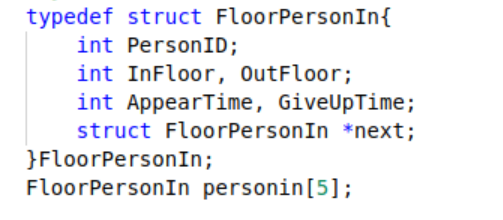 typedef struct FloorPersonIn{
    int PersonID;
    int InFloor, OutFloor;
    int AppearTime, GiveUpTime;
    struct FloorPersonIn *next;
}FloorPersonIn;
FloorPersonIn personin[5];